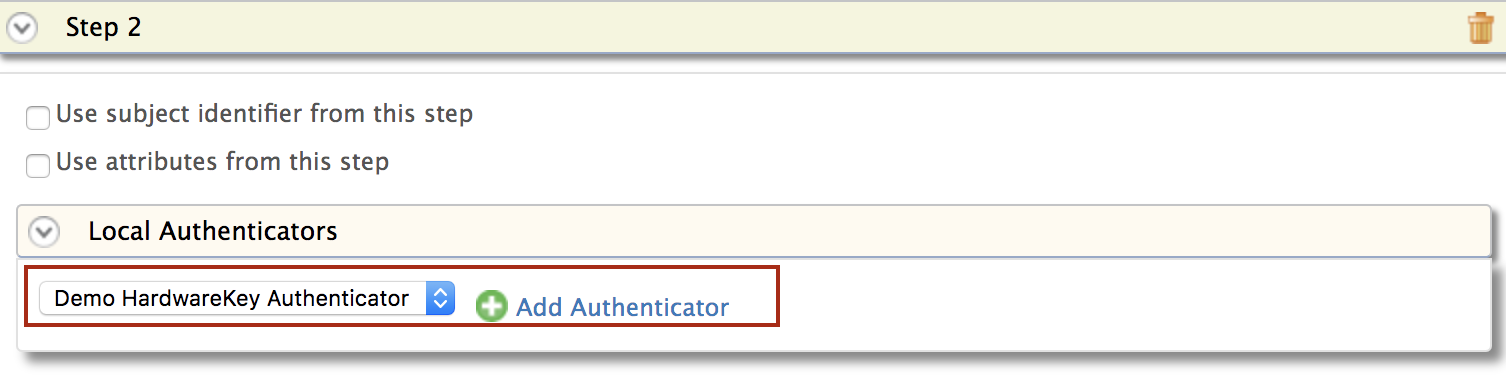 Step 2
Use subject identifier from this step
Use attributes from this step
Local Authenticators
Demo HardwareKey Authenticator Add Authenticator